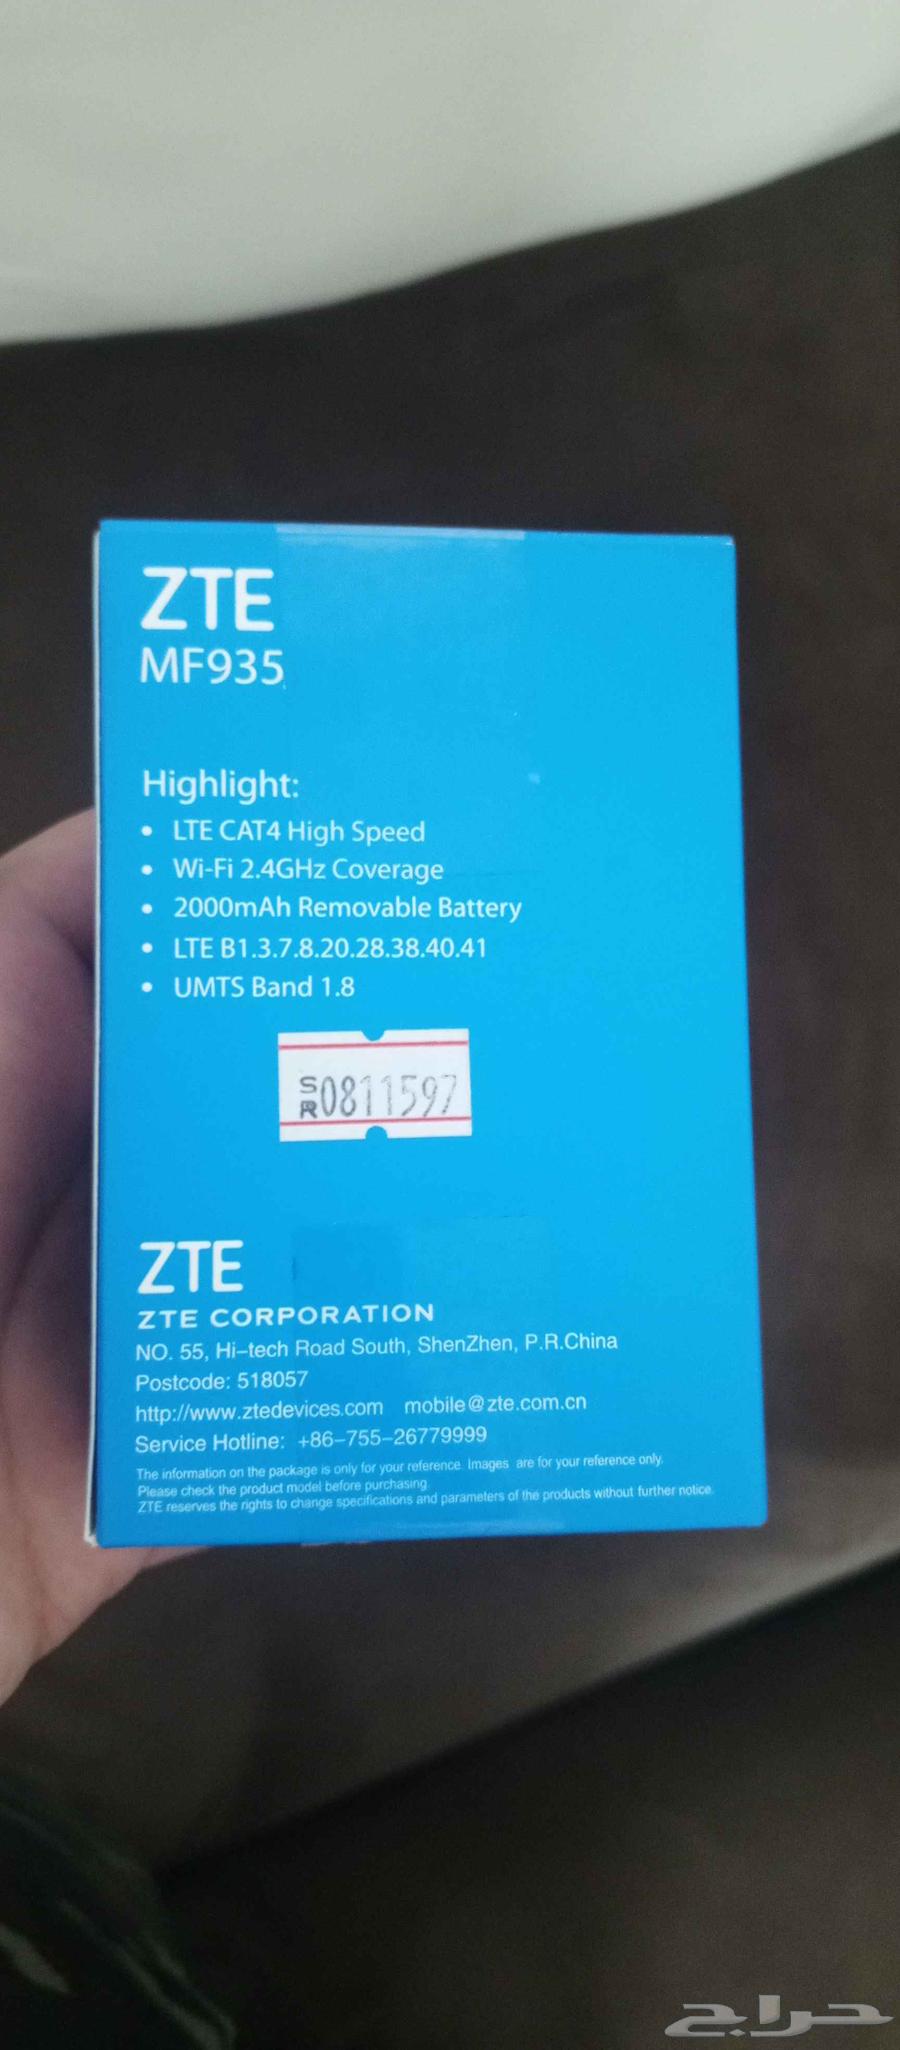 ZTE
MF935
Highlight:
• LTE CAT4 High Speed
• Wi-Fi 2.4GHz Coverage
• 2000mAh Removable Battery
• LTE B1.3.7.8.20.28.38.40.41
• UMTS Band 1.8
SR0811597
ZTE
ZTE CORPORATION
NO. 55, Hi-tech Road South, ShenZhen, P.R.China
Postcode: 518057
http://www.ztedevices.com mobile@zte.com.cn
Service Hotline: +86-755-26779999
The information on the package is only for your reference. Images are for your reference only.
Please check the product model before purchasing.
ZTE reserves the rights to change specifications and parameters of the products without further notice.
حراج